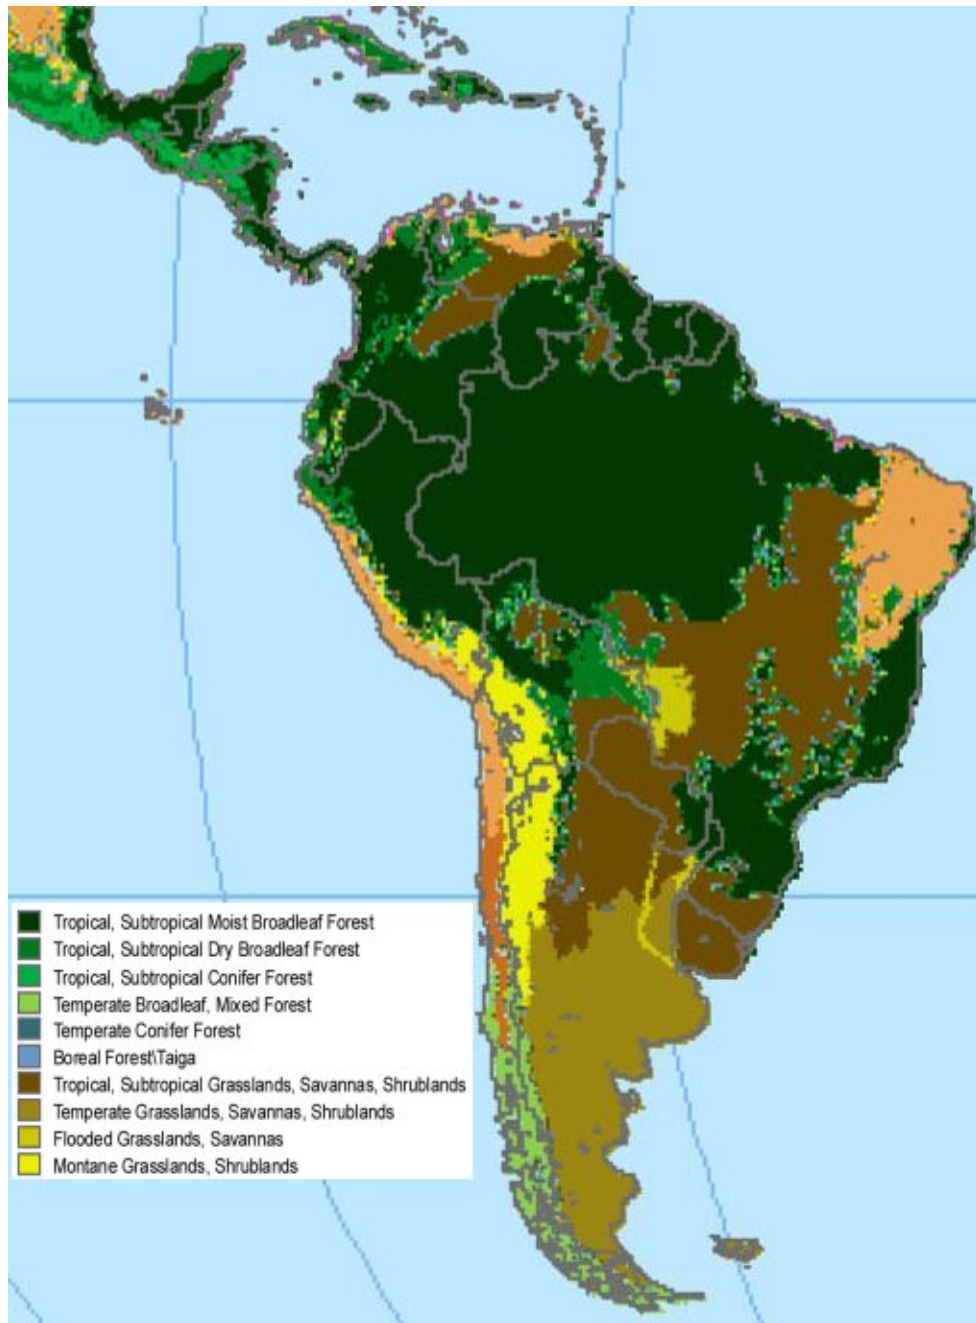 Tropical, Subtropical Moist Broadleaf Forest
Tropical, Subtropical Dry Broadleaf Forest
Tropical, Subtropical Conifer Forest
Temperate Broadleaf, Mixed Forest
Temperate Conifer Forest
Boreal Forest\Taiga
Tropical, Subtropical Grasslands, Savannas, Shrublands
Temperate Grasslands, Savannas, Shrublands
Flooded Grasslands, Savannas
Montane Grasslands, Shrublands